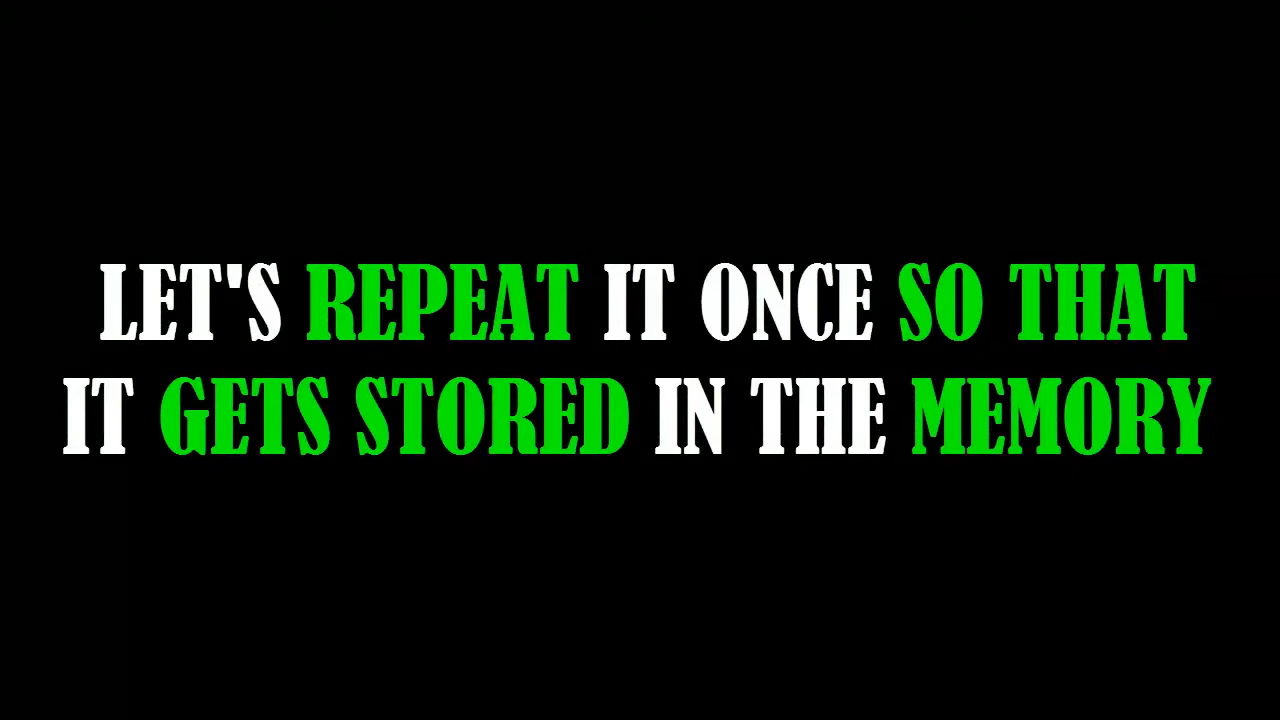 LET'S REPEAT IT ONCE SO THAT
IT GETS STORED IN THE MEMORY